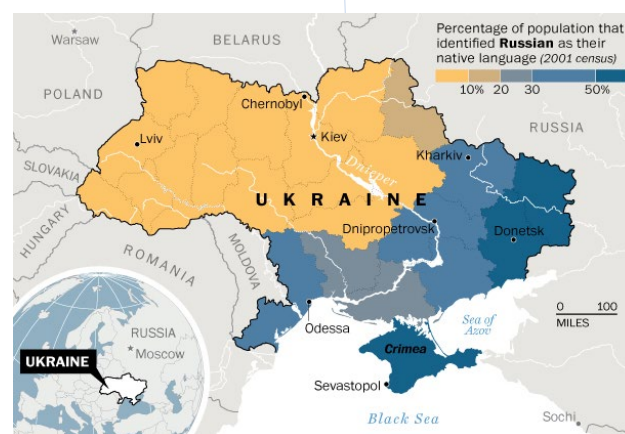 Percentage of population that
identified Russian as their
native language (2001 census)
10% 20 30 50%
Warsaw
BELARUS
POLAND
Chernobyl
Kiev
Lviv
RUSSIA
Kharkiv
Dnieper
SLOVAKIA
UKRAINE
HUNGARY
Dnipropetrovsk
Donetsk
ROMANIA
MOLDOVA
Odessa
Sea of
Azov
0 100
MILES
Crimea
Sevastopol
Black Sea
Sochi
RUSSIA
Moscow
UKRAINE